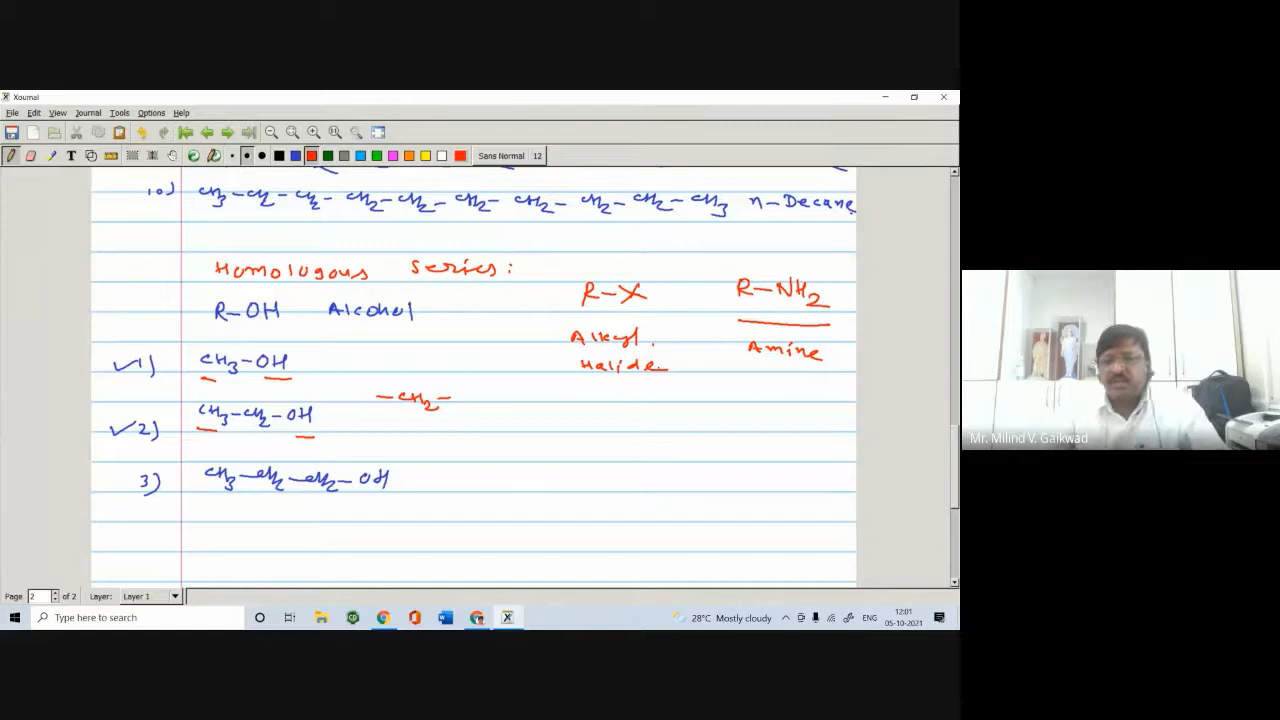 Xournal
File Edit View Journal Tools Options Help
Sans Normal 12
10) CH3-CH2-CH2-CH2-CH2-CH2-CH2-CH2-CH2-CH3 n-Decane
Homologous Series:
R-OH Alcohol
R-X
Alkyl.
Halide
R-NH2
Amine
✓1) CH3-OH
-CH2-
✓2) CH3-CH2-OH
3) CH3-CH2-CH2-OH
Mr. Milind V. Gaikwad
Page 2 of 2 Layer: Layer 1
Type here to search
28°C Mostly cloudy
ENG
12:01
05-10-2021